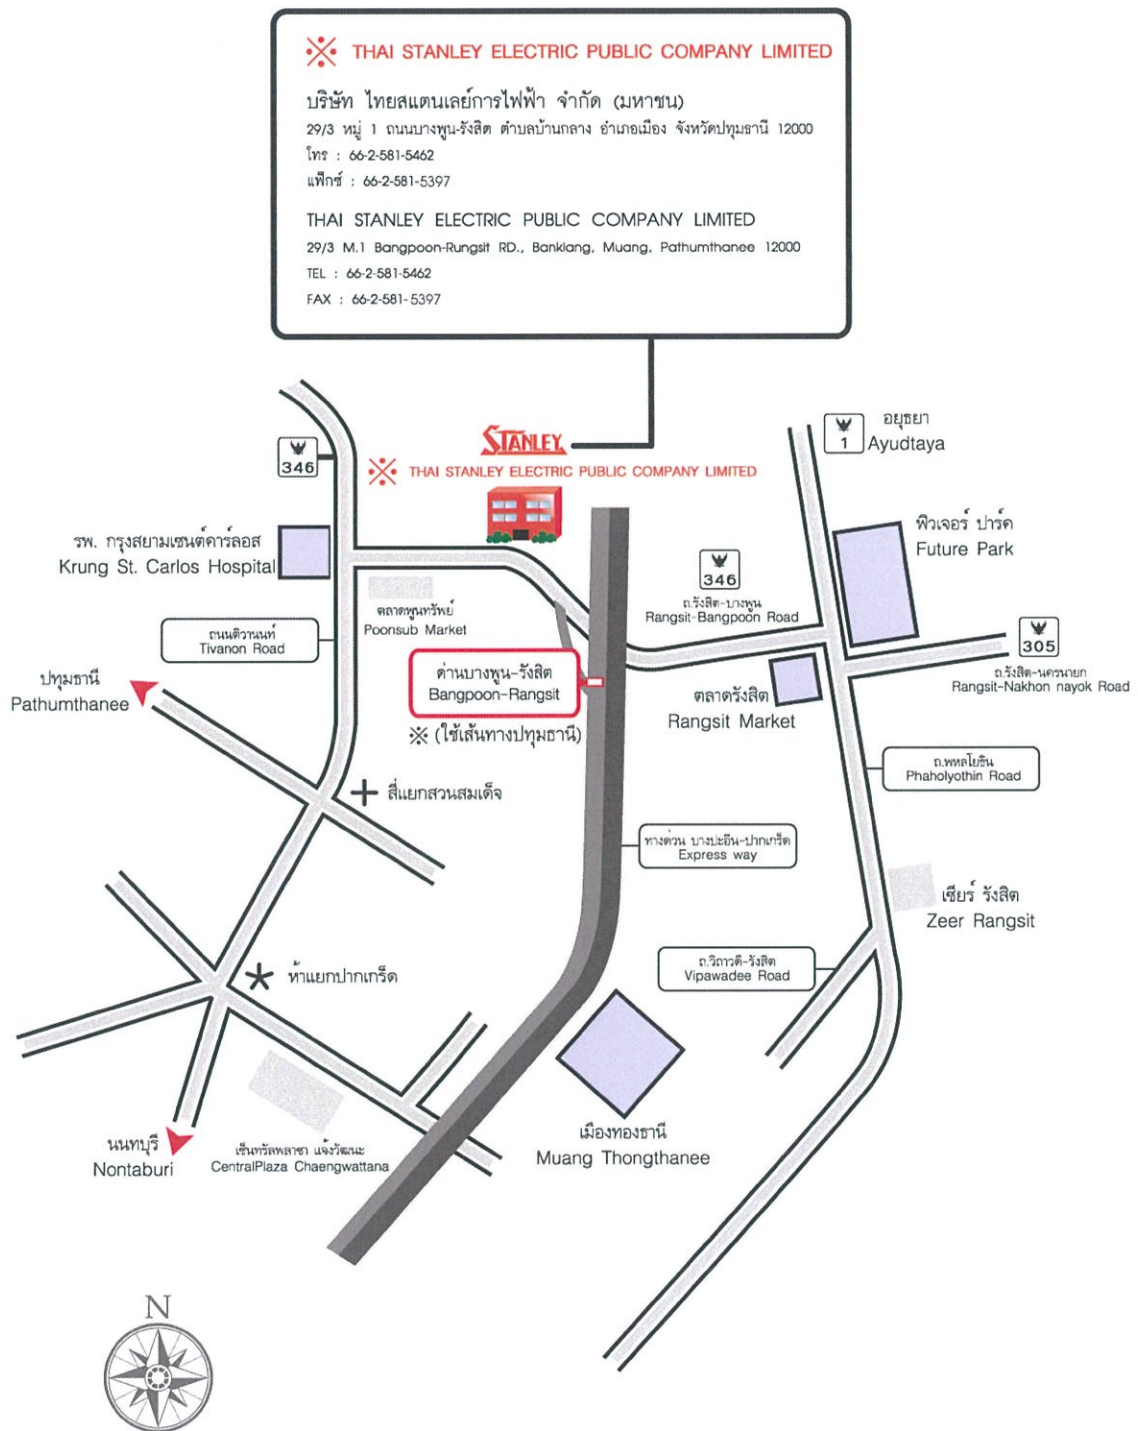 ※ THAI STANLEY ELECTRIC PUBLIC COMPANY LIMITED
บริษัท ไทยสแตนเลย์การไฟฟ้า จำกัด (มหาชน)
29/3 หมู่ 1 ถนนบางพูน-รังสิต ตำบลบ้านกลาง อำเภอเมือง จังหวัดปทุมธานี 12000
โทร : 66-2-581-5462
แฟ็กซ์ : 66-2-581-5397
THAI STANLEY ELECTRIC PUBLIC COMPANY LIMITED
29/3 M.1 Bangpoon-Rungsit RD., Banklang, Muang, Pathumthanee 12000
TEL : 66-2-581-5462
FAX : 66-2-581-5397
STANLEY
※ THAI STANLEY ELECTRIC PUBLIC COMPANY LIMITED
346
1
อยุธยา
Ayudtaya
รพ. กรุงสยามเซนต์คาร์ลอส
Krung St. Carlos Hospital
ฟิวเจอร์ ปาร์ค
Future Park
346
ถ.รังสิต-บางพูน
Rangsit-Bangpoon Road
ตลาดพูนทรัพย์
Poonsub Market
ถนนติวานนท์
Tivanon Road
305
ถ.รังสิต-นครนายก
Rangsit-Nakhon nayok Road
ด่านบางพูน-รังสิต
Bangpoon-Rangsit
※ (ใช้เส้นทางปทุมธานี)
ปทุมธานี
Pathumthanee
ตลาดรังสิต
Rangsit Market
ถ.พหลโยธิน
Phaholyothin Road
สี่แยกสวนสมเด็จ
ทางด่วน บางปะอิน-ปากเกร็ด
Express way
เซียร์ รังสิต
Zeer Rangsit
ถ.วิภาวดี-รังสิต
Vipawadee Road
ห้าแยกปากเกร็ด
นนทบุรี
Nontaburi
เซ็นทรัลพลาซา แจ้งวัฒนะ
CentralPlaza Chaengwattana
เมืองทองธานี
Muang Thongthanee
N